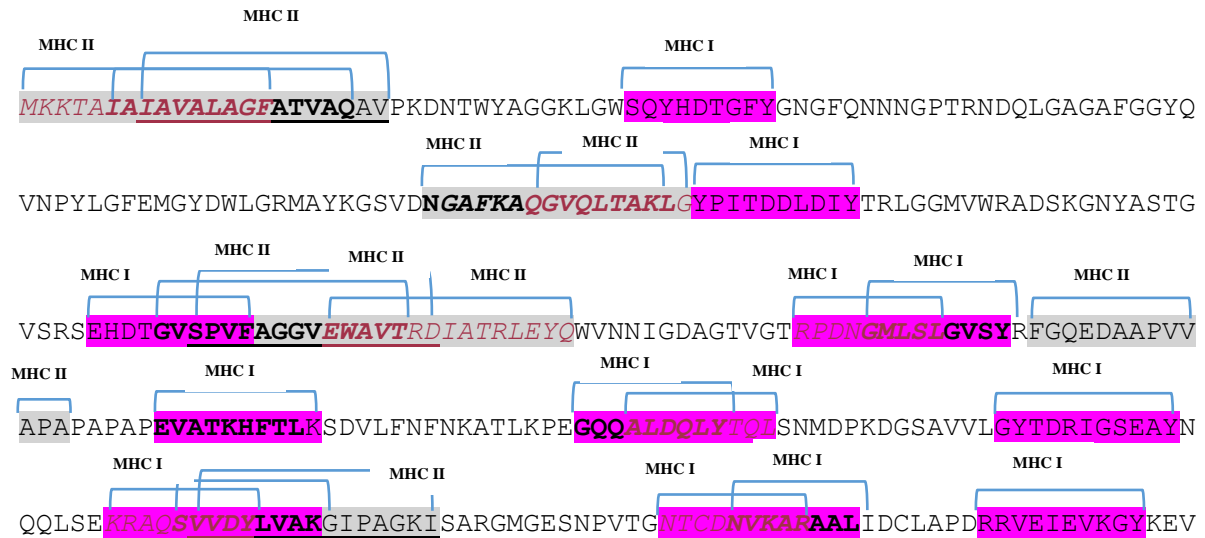 MHC II
MHC II MHC I
MKKTAIAIAVALAGFATVAQAVPKDNTWYAGGKLGWSQYHDTGFYGNGFQNNNGPTRNDQLGAGAFGGYQ
MHC II MHC II MHC I
VNPYLGFEMGYDWLGRMAYKGSVDNGAFKAQGVQLTAKLGYPITDDLDIYTRLGGMVWRADSKGNYASTG
MHC I MHC II MHC II MHC II MHC I MHC I MHC II
VSRSEHDTGVSPVFAGGVEWAVTRDIATRLEYQWVNNIGDAGTVGTRPDNGMLSLGVSYRFGQEDAAPVV
MHC II MHC I MHC I MHC I MHC I
APAPAPAPEVATKHFTLKSDVLFNFNKATLKPEGQQALDQLYTQLSNMDPKDGSAVVLGYTDRIGSEAYN
MHC I MHC I MHC II MHC I MHC I MHC I
QQLSEKRAQSVVDYLVAKGIPAGKISARGMGESNPVTGNTCDNVKARAALIDCLAPDRRVEIEVKGYKEV